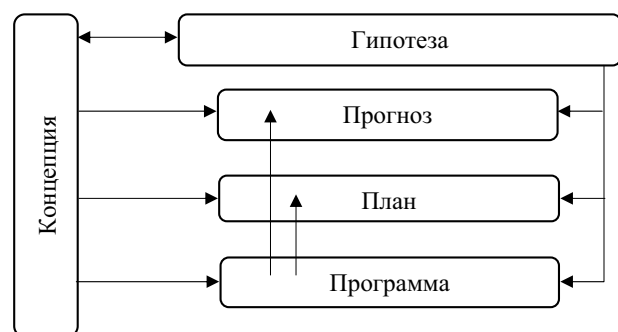 Концепция
Гипотеза
Прогноз
План
Программа